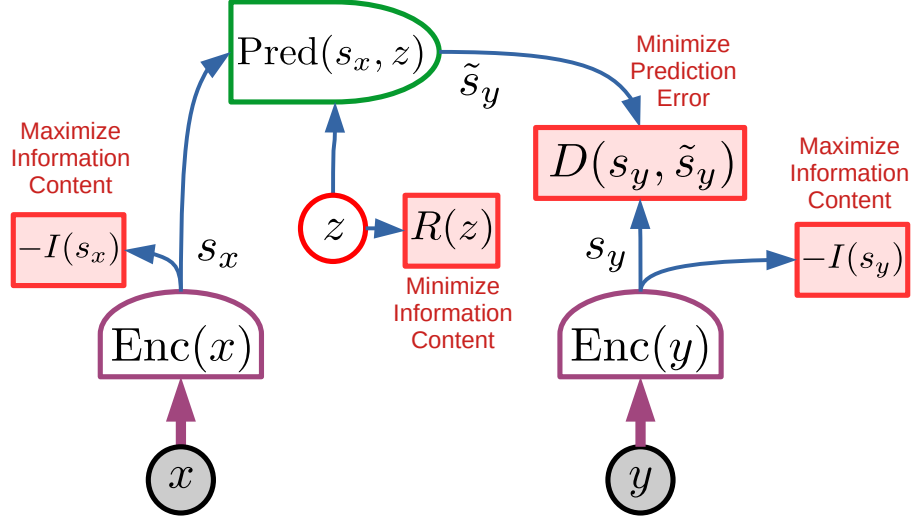 Pred(s_x, z)
s̃_y
Minimize
Prediction
Error
Maximize
Information
Content
D(s_y, s̃_y)
Maximize
Information
Content
-I(s_x)
s_x
z
R(z)
s_y
-I(s_y)
Minimize
Information
Content
Enc(x)
Enc(y)
x
y